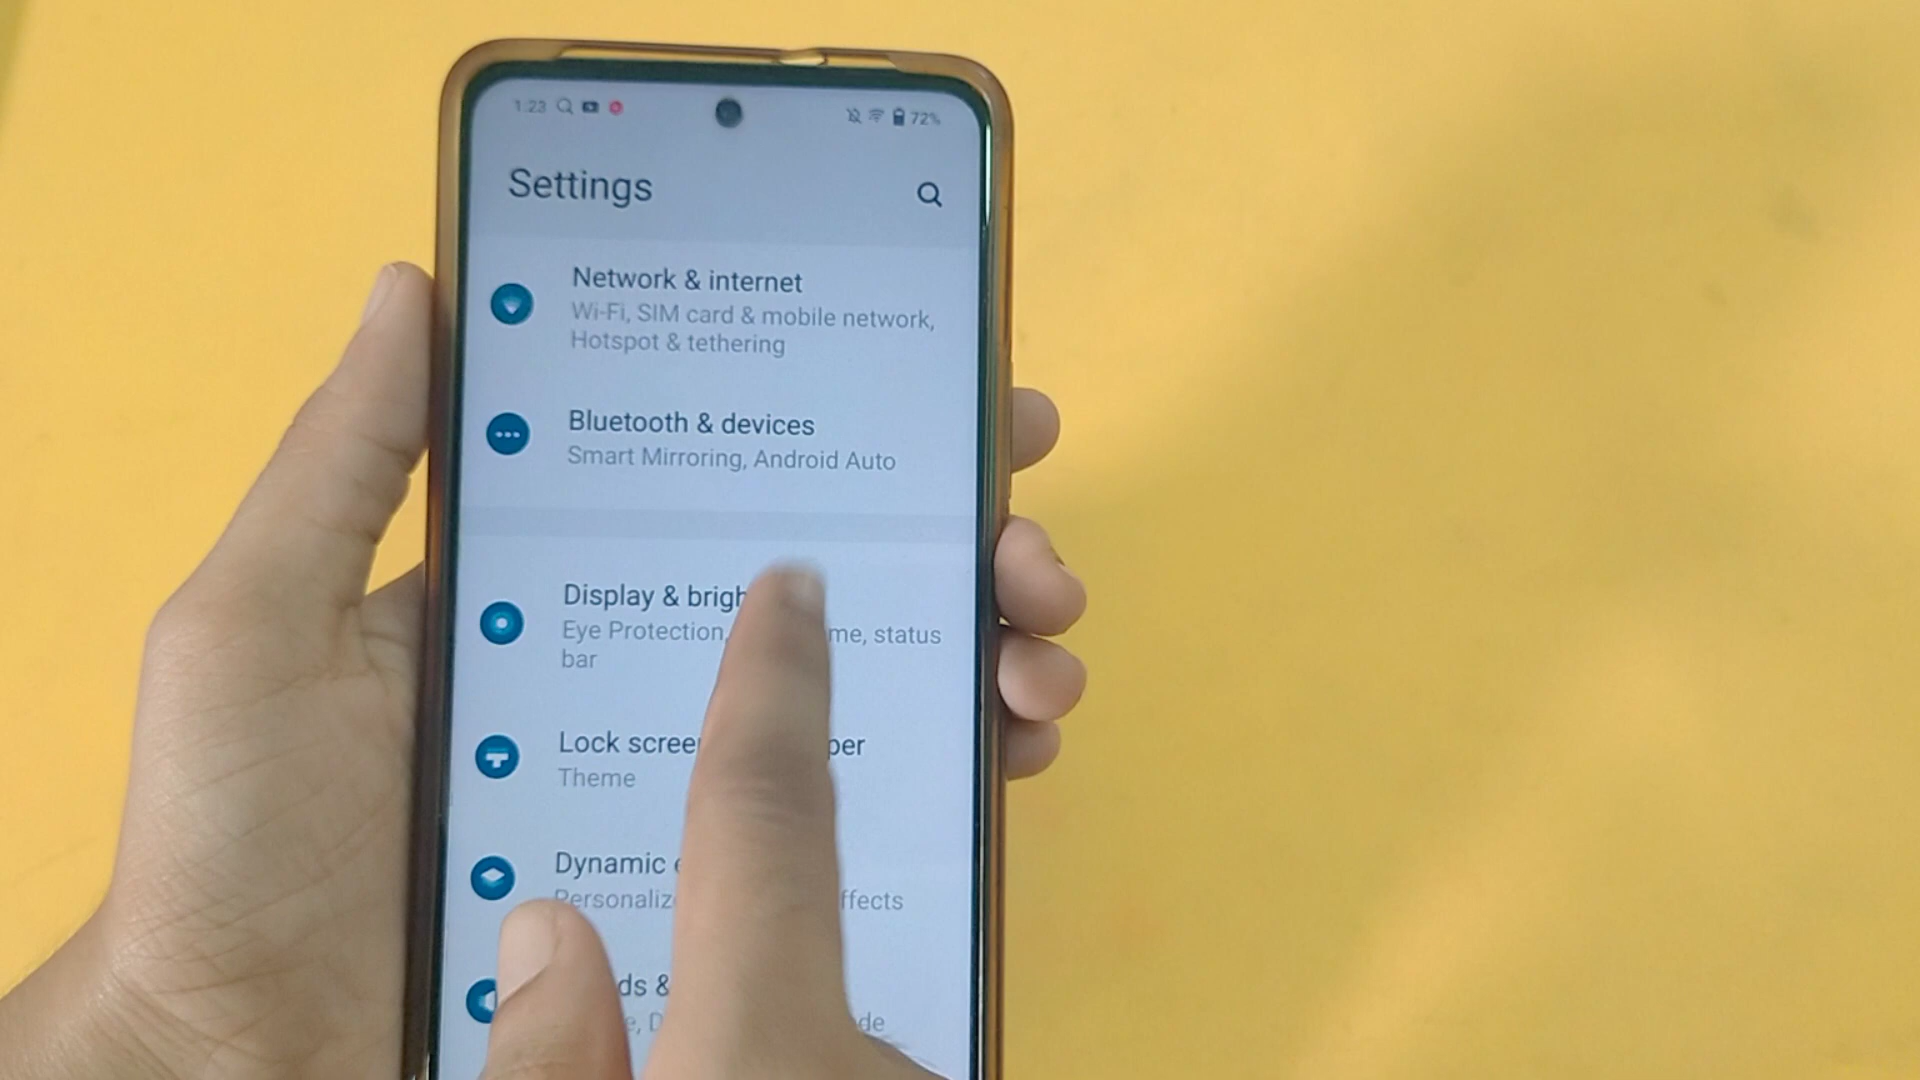 1:23
72%
Settings
Network & internet
Wi-Fi, SIM card & mobile network,
Hotspot & tethering
Bluetooth & devices
Smart Mirroring, Android Auto
Display & brigh
Eye Protection, me, status
bar
Lock scree per
Theme
Dynamic
Personaliz ffects
ds &
e, D de